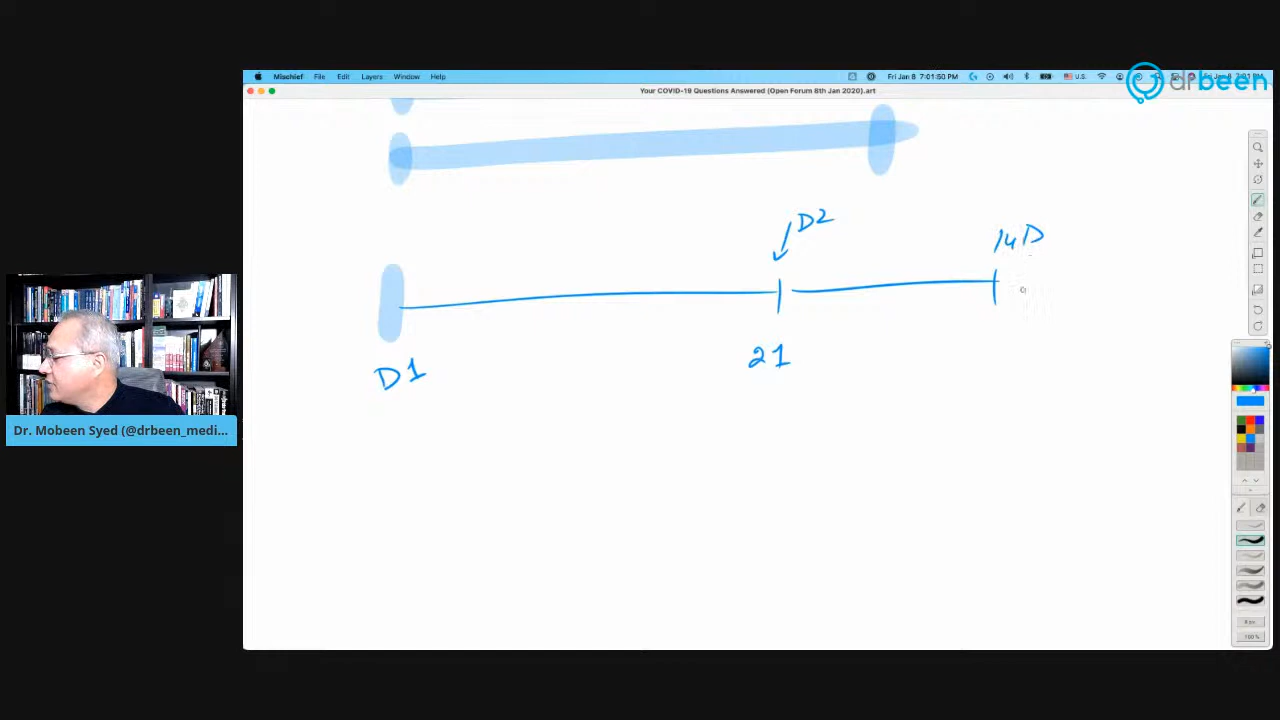 drbeen
Mischief File Edit Layers Window Help
Fri Jan 8 7:01:50 PM
U.S.
Your COVID-19 Questions Answered (Open Forum 8th Jan 2020).art
D2
14D
D1
21
Dr. Mobeen Syed (@drbeen_medi...
100 %